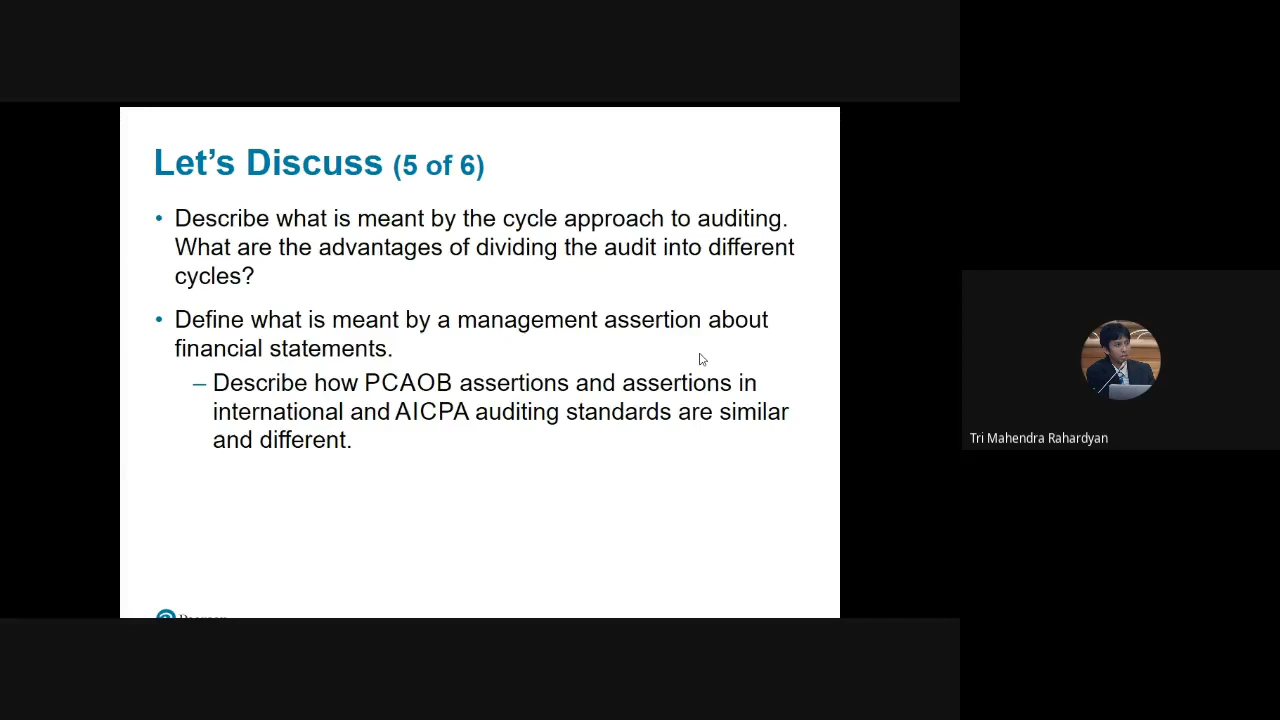 Let’s Discuss (5 of 6)
• Describe what is meant by the cycle approach to auditing.
What are the advantages of dividing the audit into different
cycles?
• Define what is meant by a management assertion about
financial statements.
– Describe how PCAOB assertions and assertions in
international and AICPA auditing standards are similar
and different.
Tri Mahendra Rahardyan